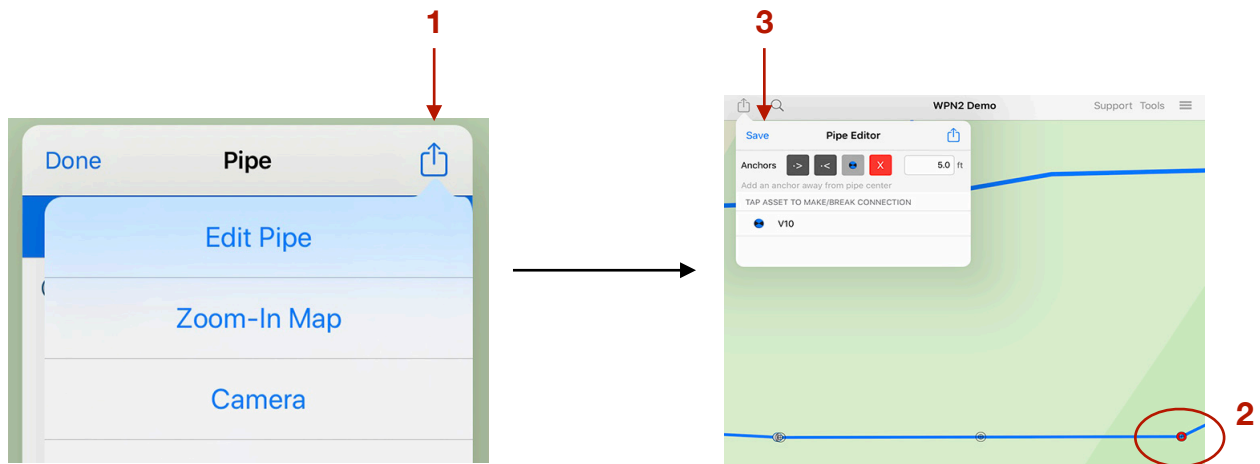 1
3
Done
Pipe
Edit Pipe
Zoom-In Map
Camera
WPN2 Demo
Support Tools
Save
Pipe Editor
Anchors ·> ·< X 5.0 ft
Add an anchor away from pipe center
TAP ASSET TO MAKE/BREAK CONNECTION
V10
2